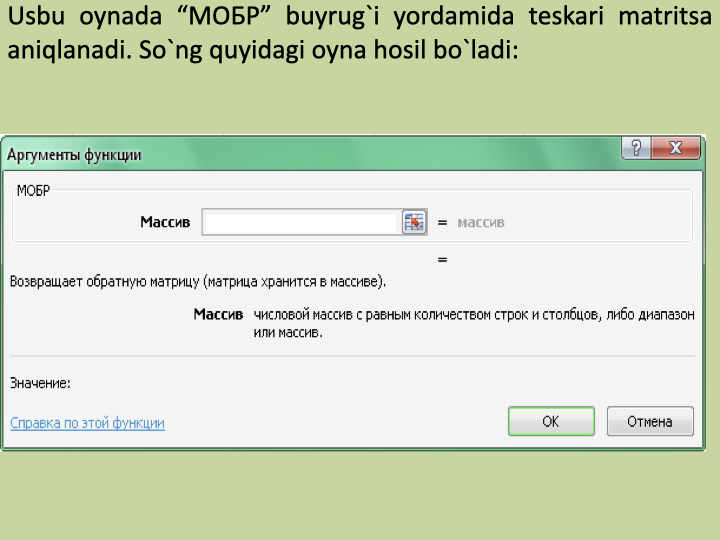 Usbu oynada “МОБР” buyrug`i yordamida teskari matritsa
aniqlanadi. So`ng quyidagi oyna hosil bo`ladi:
Аргументы функции
МОБР
Массив = массив
=
Возвращает обратную матрицу (матрица хранится в массиве).
Массив числовой массив с равным количеством строк и столбцов, либо диапазон
или массив.
Значение:
Справка по этой функции
ОК Отмена